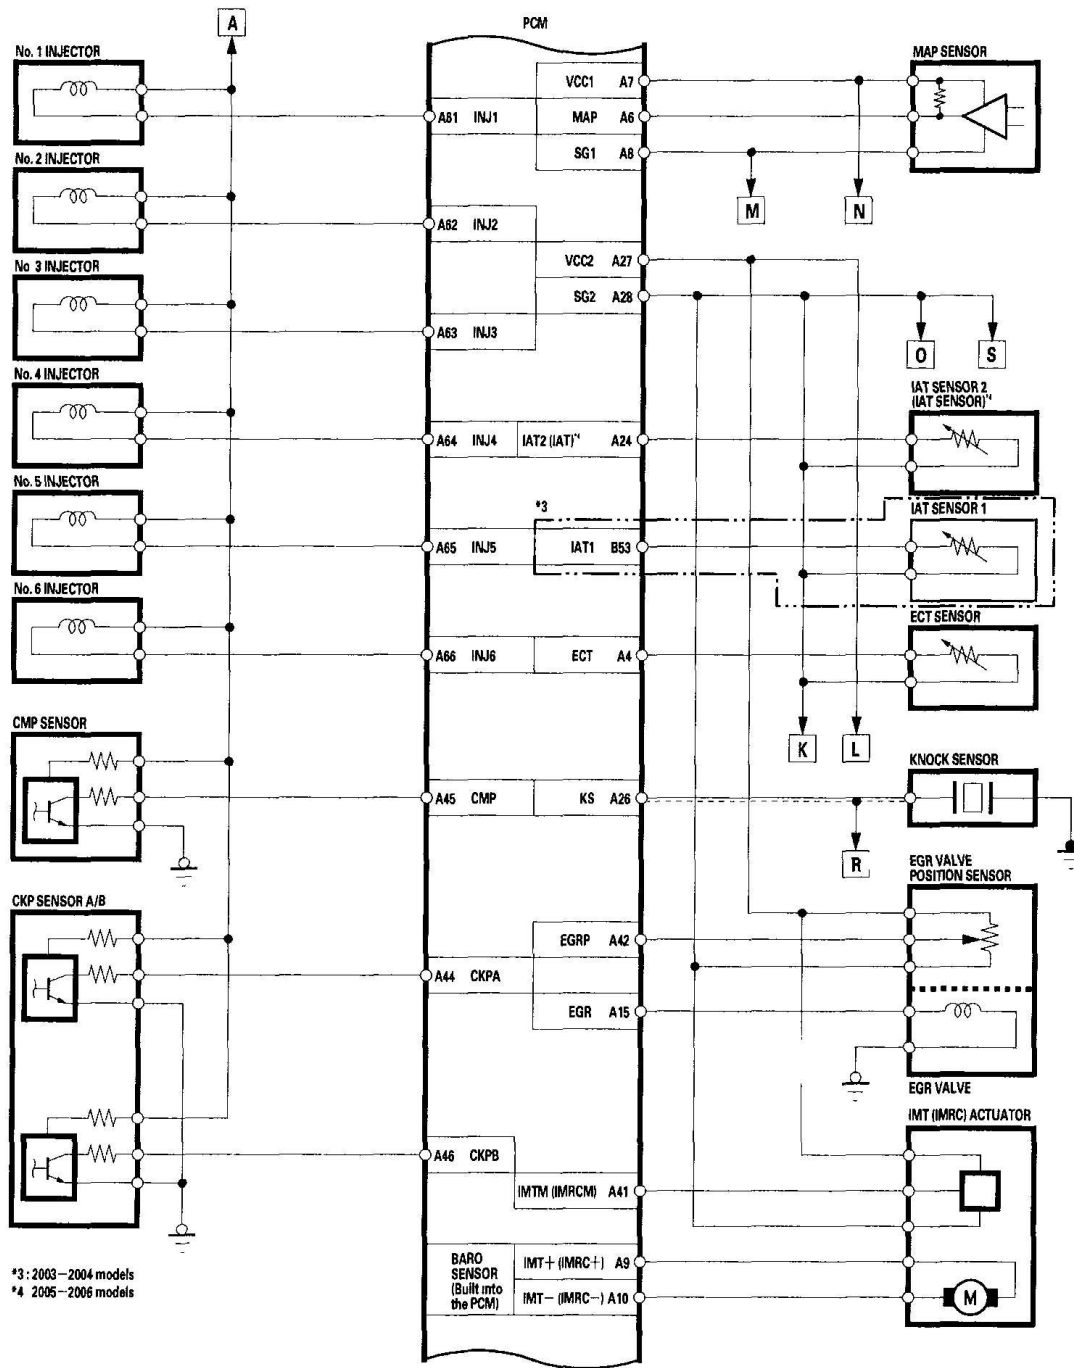 A
PCM
No. 1 INJECTOR
No. 2 INJECTOR
No 3 INJECTOR
No. 4 INJECTOR
No. 5 INJECTOR
No. 6 INJECTOR
CMP SENSOR
CKP SENSOR A/B
*3 : 2003—2004 models
*4 2005—2006 models
A61 INJ1
A62 INJ2
A63 INJ3
A64 INJ4
A65 INJ5
A66 INJ6
A45 CMP
A44 CKPA
A46 CKPB
BARO
SENSOR
(Built into
the PCM)
VCC1 A7
MAP A6
SG1 A8
VCC2 A27
SG2 A28
IAT2 (IAT)*4 A24
*3
IAT1 B53
ECT A4
KS A26
EGRP A42
EGR A15
IMTM (IMRCM) A41
IMT+ (IMRC+) A9
IMT− (IMRC−) A10
M
N
O
S
K
L
R
MAP SENSOR
IAT SENSOR 2
(IAT SENSOR)*4
IAT SENSOR 1
ECT SENSOR
KNOCK SENSOR
EGR VALVE
POSITION SENSOR
EGR VALVE
IMT (IMRC) ACTUATOR
M